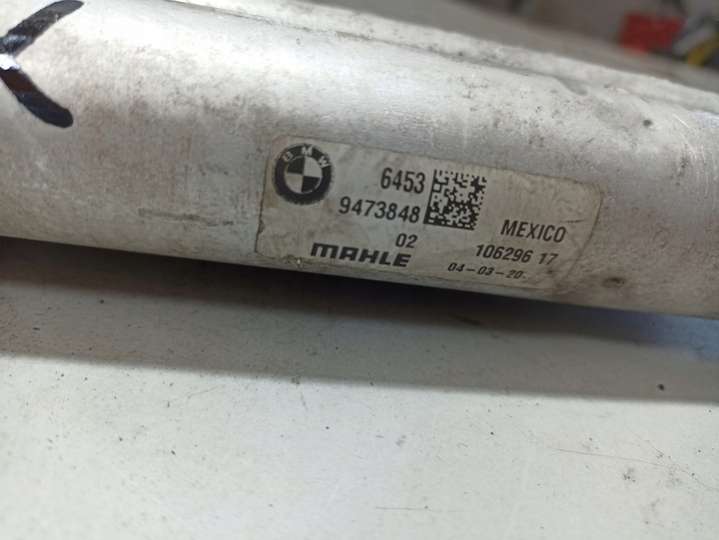 BMW
6453
9473848
02
MAHLE
MEXICO
106296 17
04-03-20